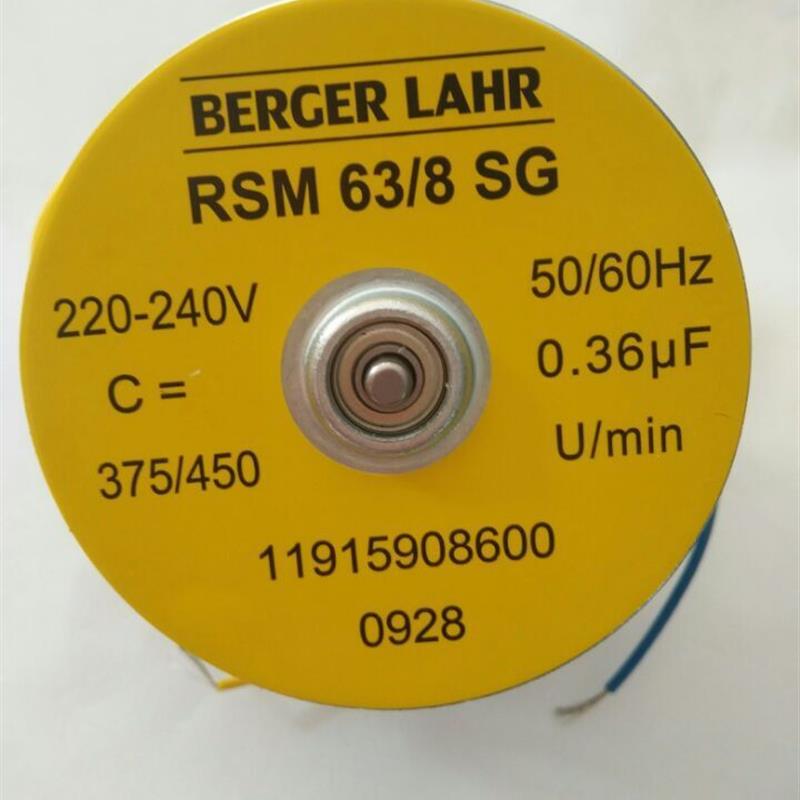 BERGER LAHR
RSM 63/8 SG
220-240V 50/60Hz
C = 0.36µF
375/450 U/min
11915908600
0928